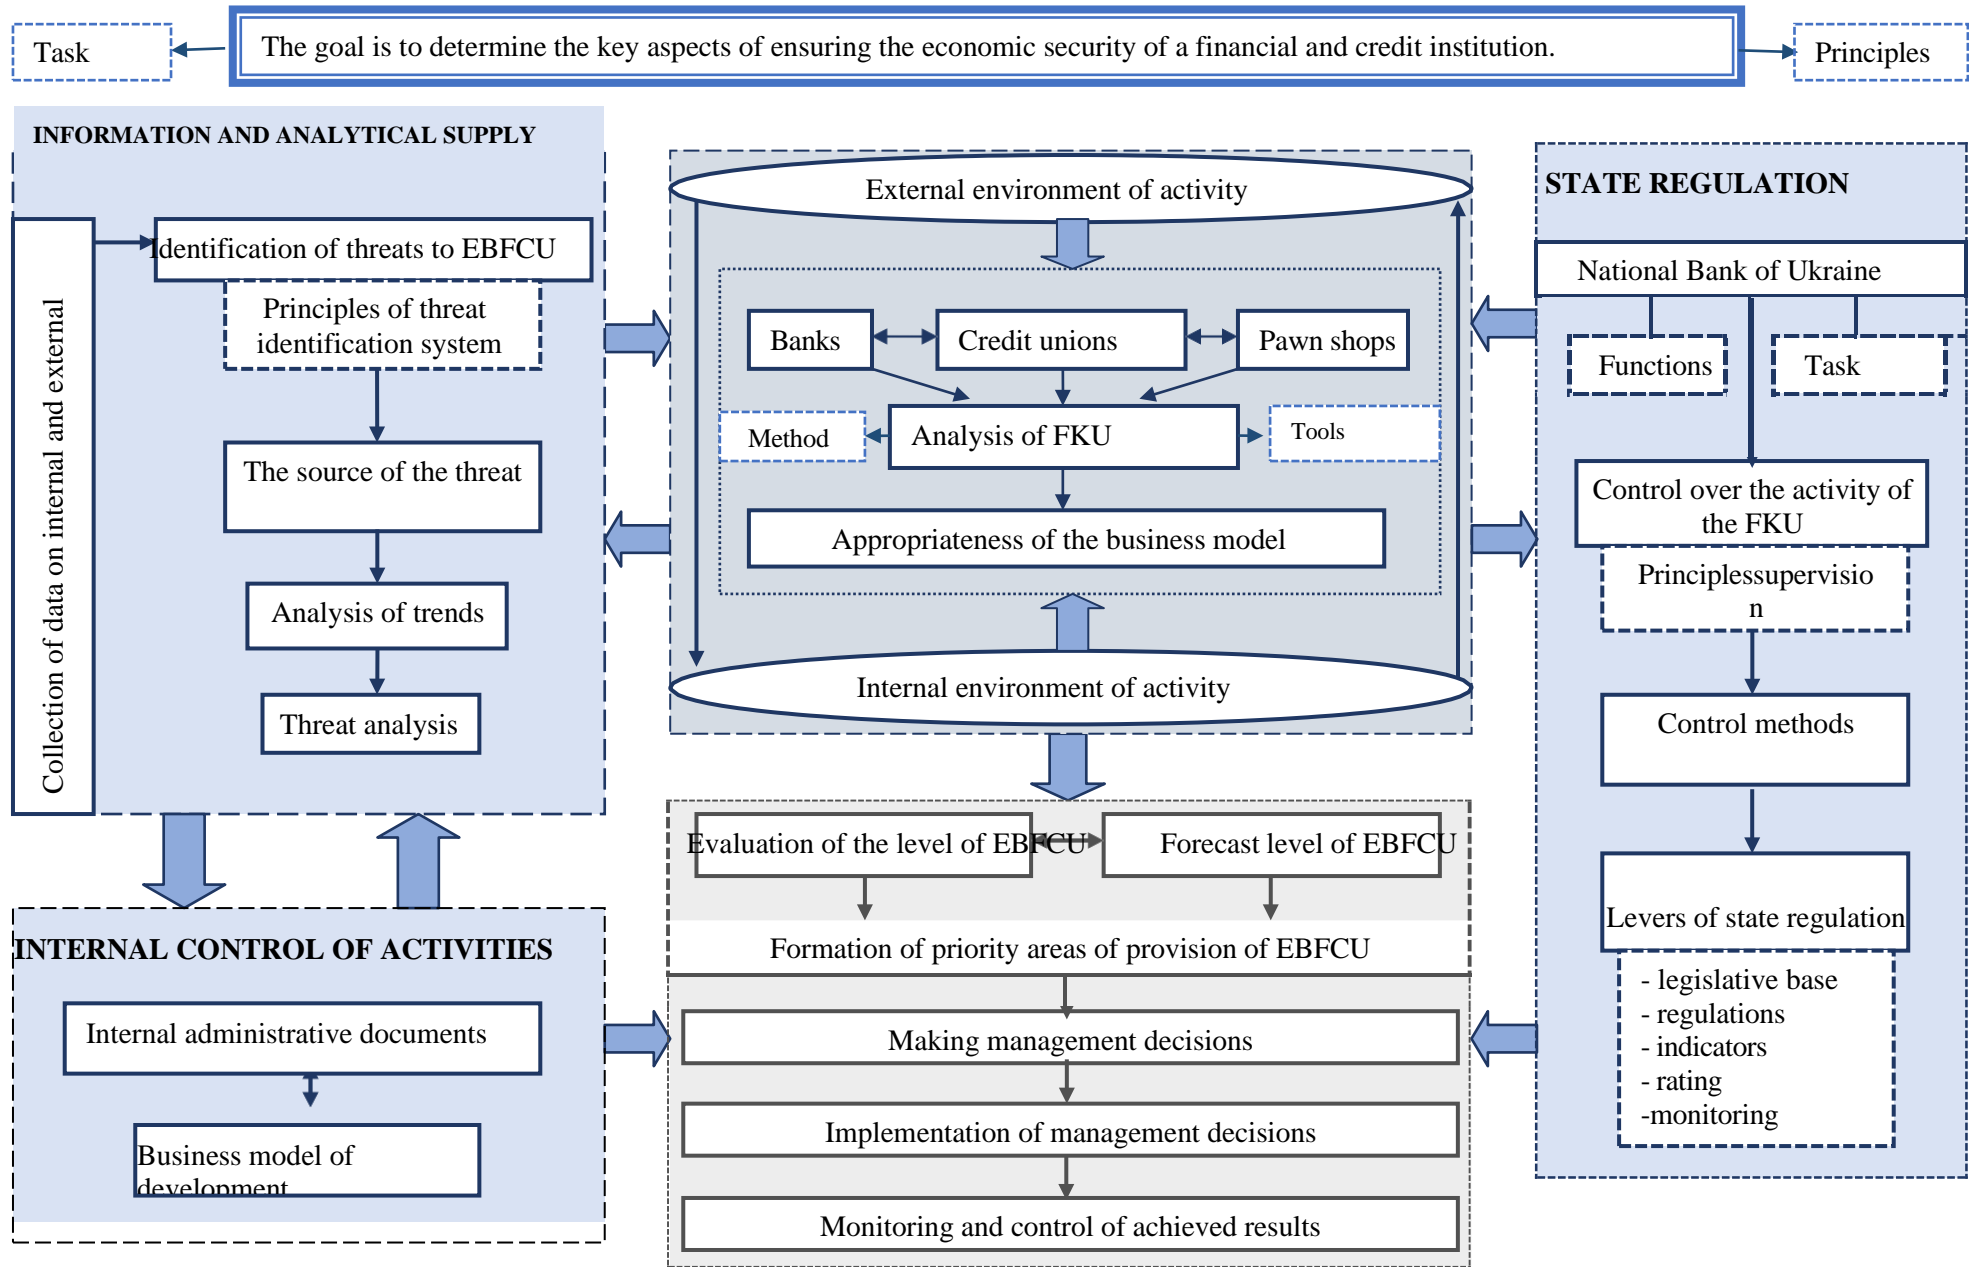 Task
The goal is to determine the key aspects of ensuring the economic security of a financial and credit institution.
Principles
INFORMATION AND ANALYTICAL SUPPLY
Collection of data on internal and external
Identification of threats to EBFCU
Principles of threat
identification system
The source of the threat
Analysis of trends
Threat analysis
External environment of activity
Banks
Credit unions
Pawn shops
Method
Analysis of FKU
Tools
Appropriateness of the business model
Internal environment of activity
STATE REGULATION
National Bank of Ukraine
Functions
Task
Control over the activity of
the FKU
Principlessupervisio
n
Control methods
Levers of state regulation
- legislative base
- regulations
- indicators
- rating
-monitoring
INTERNAL CONTROL OF ACTIVITIES
Internal administrative documents
Business model of
development
Evaluation of the level of EBFCU
Forecast level of EBFCU
Formation of priority areas of provision of EBFCU
Making management decisions
Implementation of management decisions
Monitoring and control of achieved results